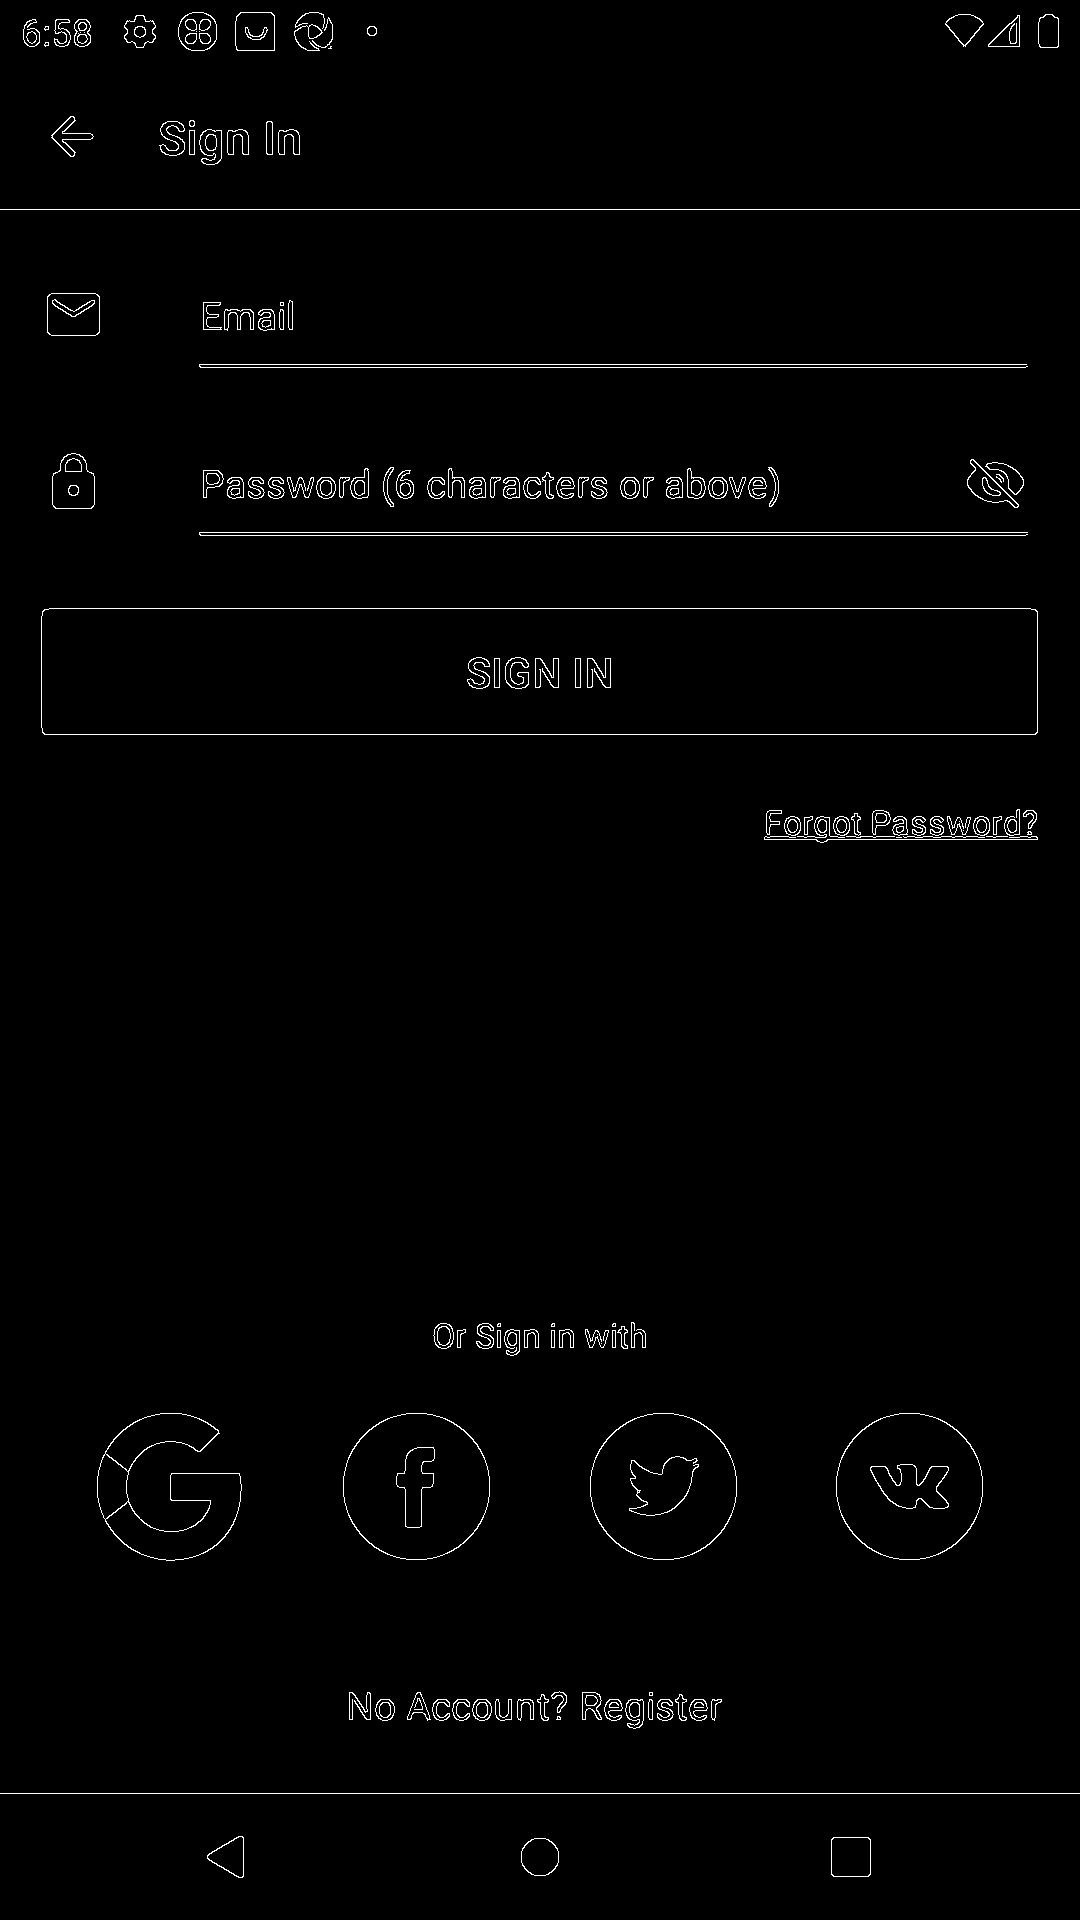 6:58
Sign In
Email
Password (6 characters or above)
SIGN IN
Forgot Password?
Or Sign in with
No Account? Register